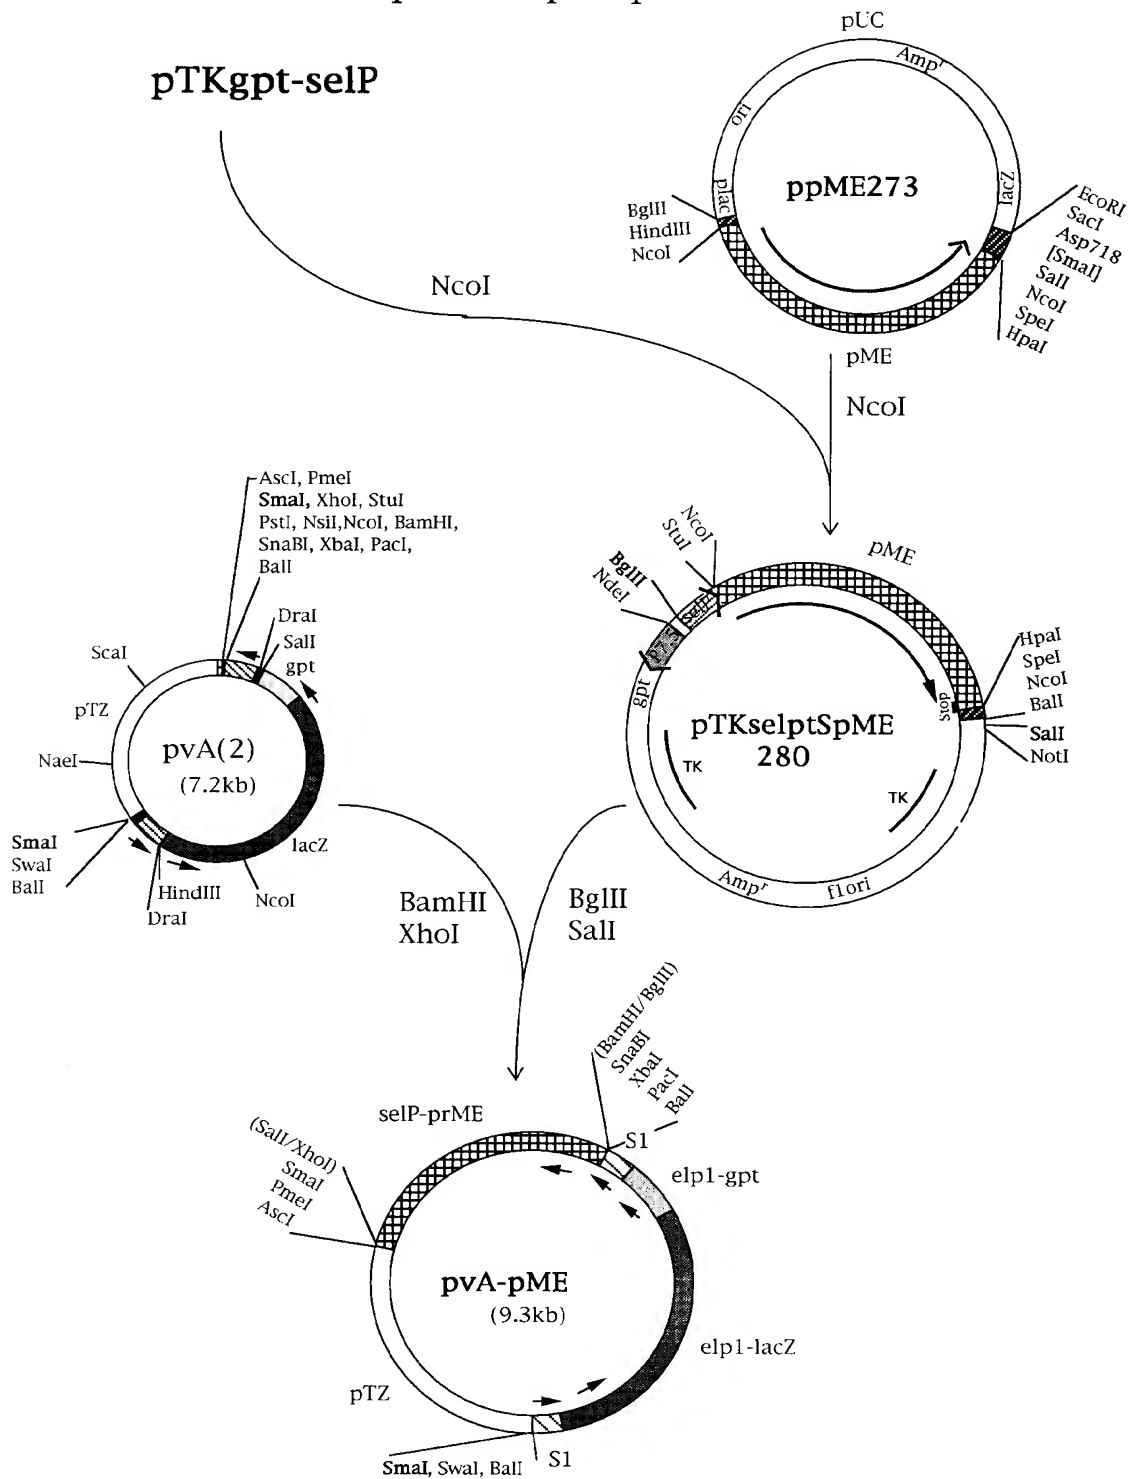 pUC
Ampr
pTKgpt-selP
ori
ppME273
plac
lacZ
BglII
HindIII
NcoI
EcoRI
SacI
Asp718
[SmaI]
SalI
NcoI
SpeI
HpaI
NcoI
pME
NcoI
AscI, PmeI
SmaI, XhoI, StuI
PstI, NsiI,NcoI, BamHI,
SnaBI, XbaI, PacI,
BalI
NcoI
StuI
pME
BglII
NdeI
SelP
P7.5
gpt
DraI
SalI
gpt
ScaI
pTZ
NaeI
pvA(2)
(7.2kb)
lacZ
SmaI
SwaI
BalI
HindIII
DraI
NcoI
HpaI
SpeI
NcoI
BalI
SalI
NotI
Stop
pTKselptSpME
280
TK
TK
Ampr
f1ori
BamHI
XhoI
BglII
SalI
(BamHI/BglII)
SnaBI
XbaI
PacI
BalI
selP-prME
S1
elp1-gpt
(SalI/XhoI)
SmaI
PmeI
AscI
pvA-pME
(9.3kb)
elp1-lacZ
pTZ
S1
SmaI, SwaI, BalI